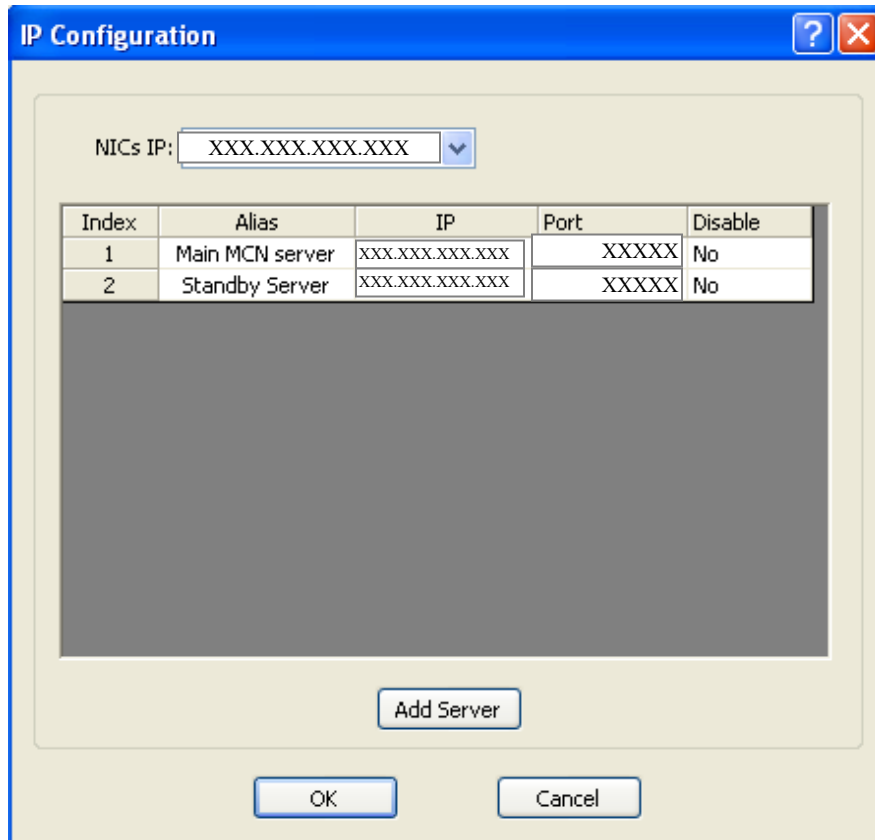 IP Configuration
NICs IP: XXX.XXX.XXX.XXX
Index Alias IP Port Disable
1 Main MCN server XXX.XXX.XXX.XXX XXXXX No
2 Standby Server XXX.XXX.XXX.XXX XXXXX No
Add Server
OK Cancel